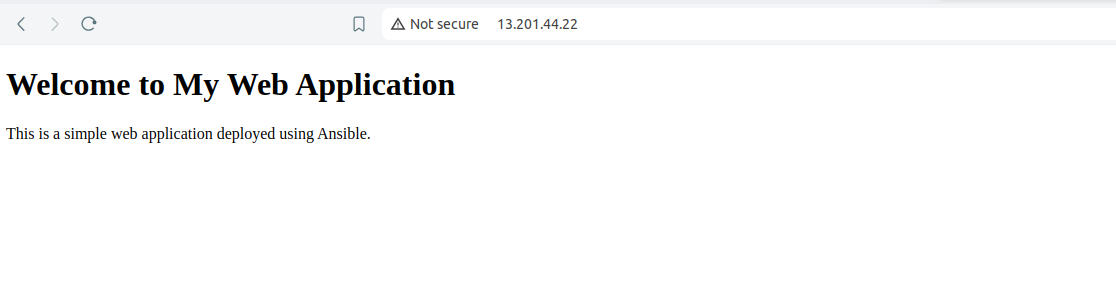 Not secure 13.201.44.22
Welcome to My Web Application
This is a simple web application deployed using Ansible.